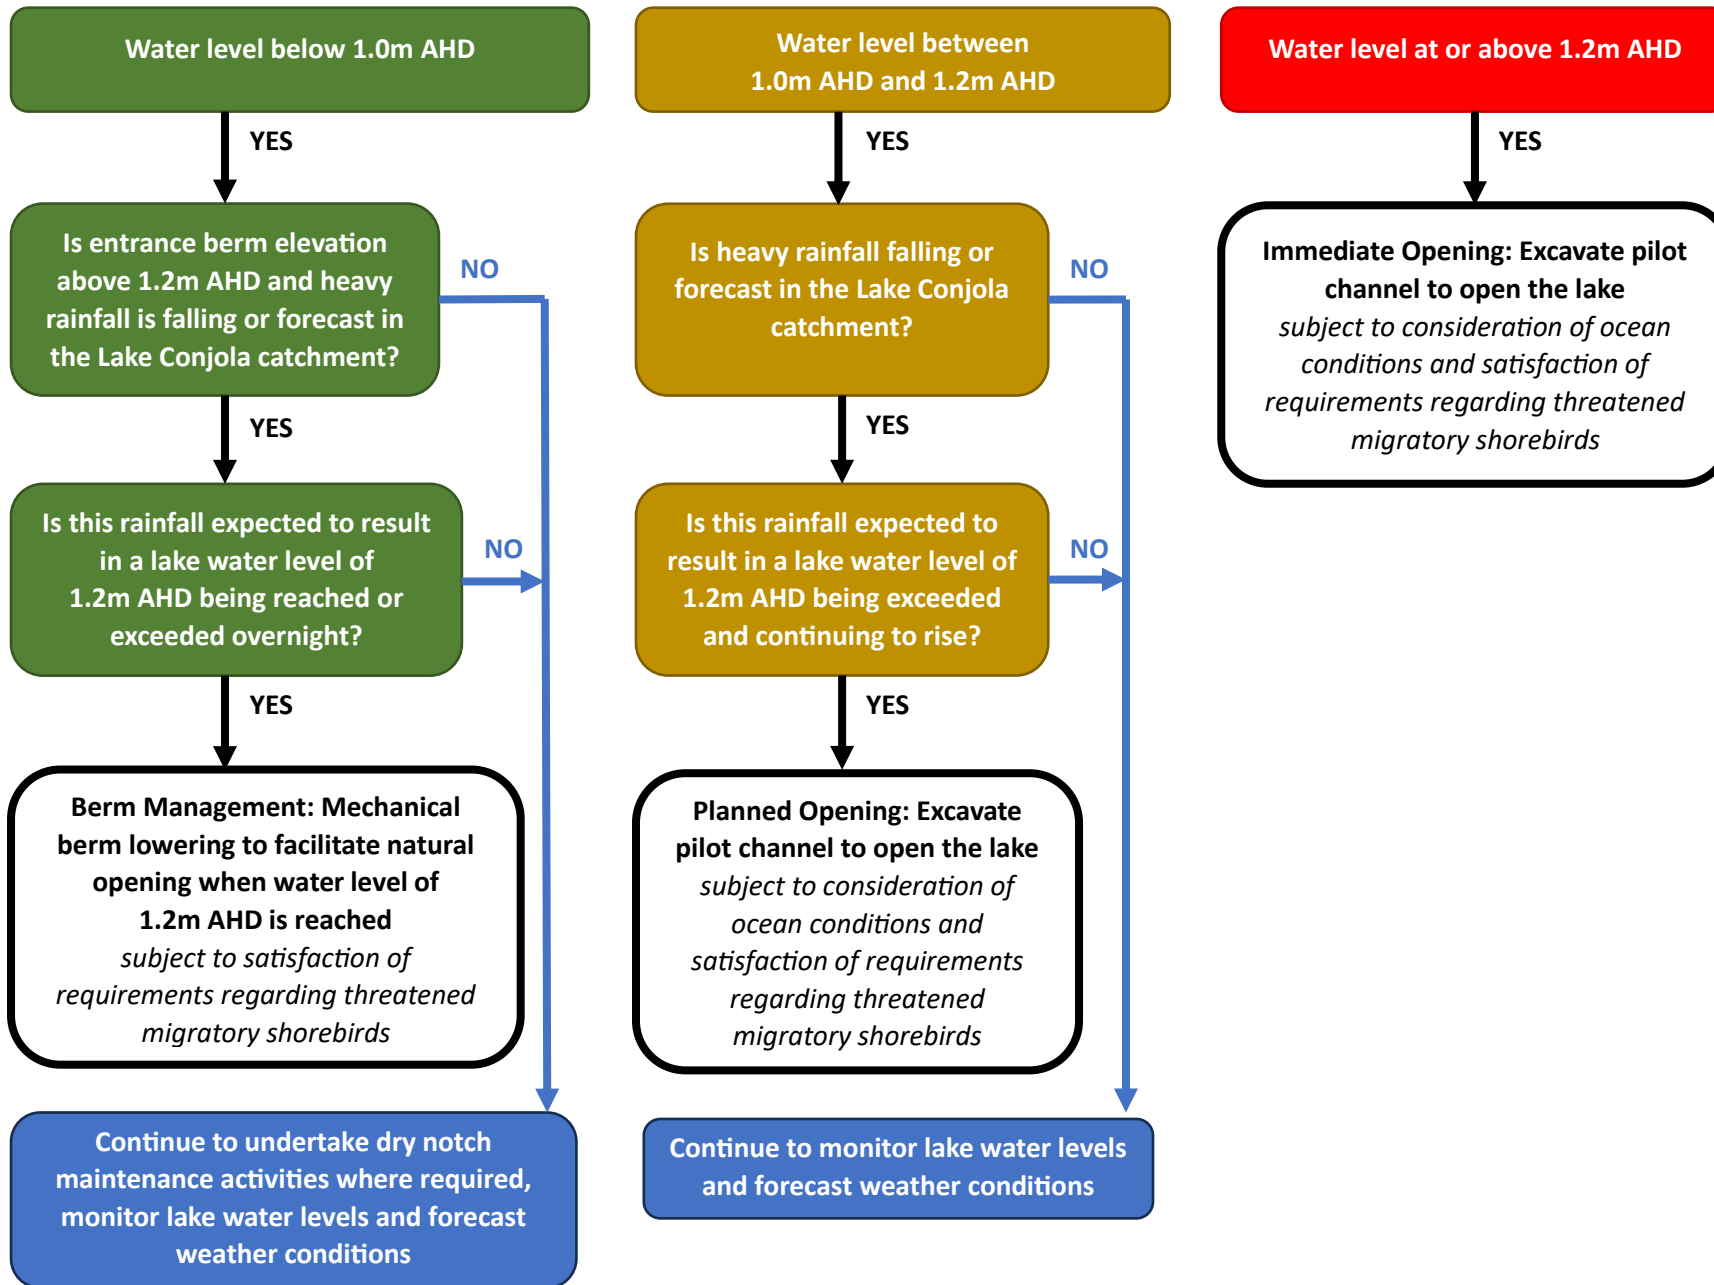 Water level below 1.0m AHD
YES
Is entrance berm elevation
above 1.2m AHD and heavy
rainfall is falling or forecast in
the Lake Conjola catchment?
NO
YES
Is this rainfall expected to result
in a lake water level of
1.2m AHD being reached or
exceeded overnight?
NO
YES
Berm Management: Mechanical
berm lowering to facilitate natural
opening when water level of
1.2m AHD is reached
subject to satisfaction of
requirements regarding threatened
migratory shorebirds
Continue to undertake dry notch
maintenance activities where required,
monitor lake water levels and forecast
weather conditions
Water level between
1.0m AHD and 1.2m AHD
YES
Is heavy rainfall falling or
forecast in the Lake Conjola
catchment?
NO
YES
Is this rainfall expected to
result in a lake water level of
1.2m AHD being exceeded
and continuing to rise?
NO
YES
Planned Opening: Excavate
pilot channel to open the lake
subject to consideration of
ocean conditions and
satisfaction of requirements
regarding threatened
migratory shorebirds
Continue to monitor lake water levels
and forecast weather conditions
Water level at or above 1.2m AHD
YES
Immediate Opening: Excavate pilot
channel to open the lake
subject to consideration of ocean
conditions and satisfaction of
requirements regarding threatened
migratory shorebirds